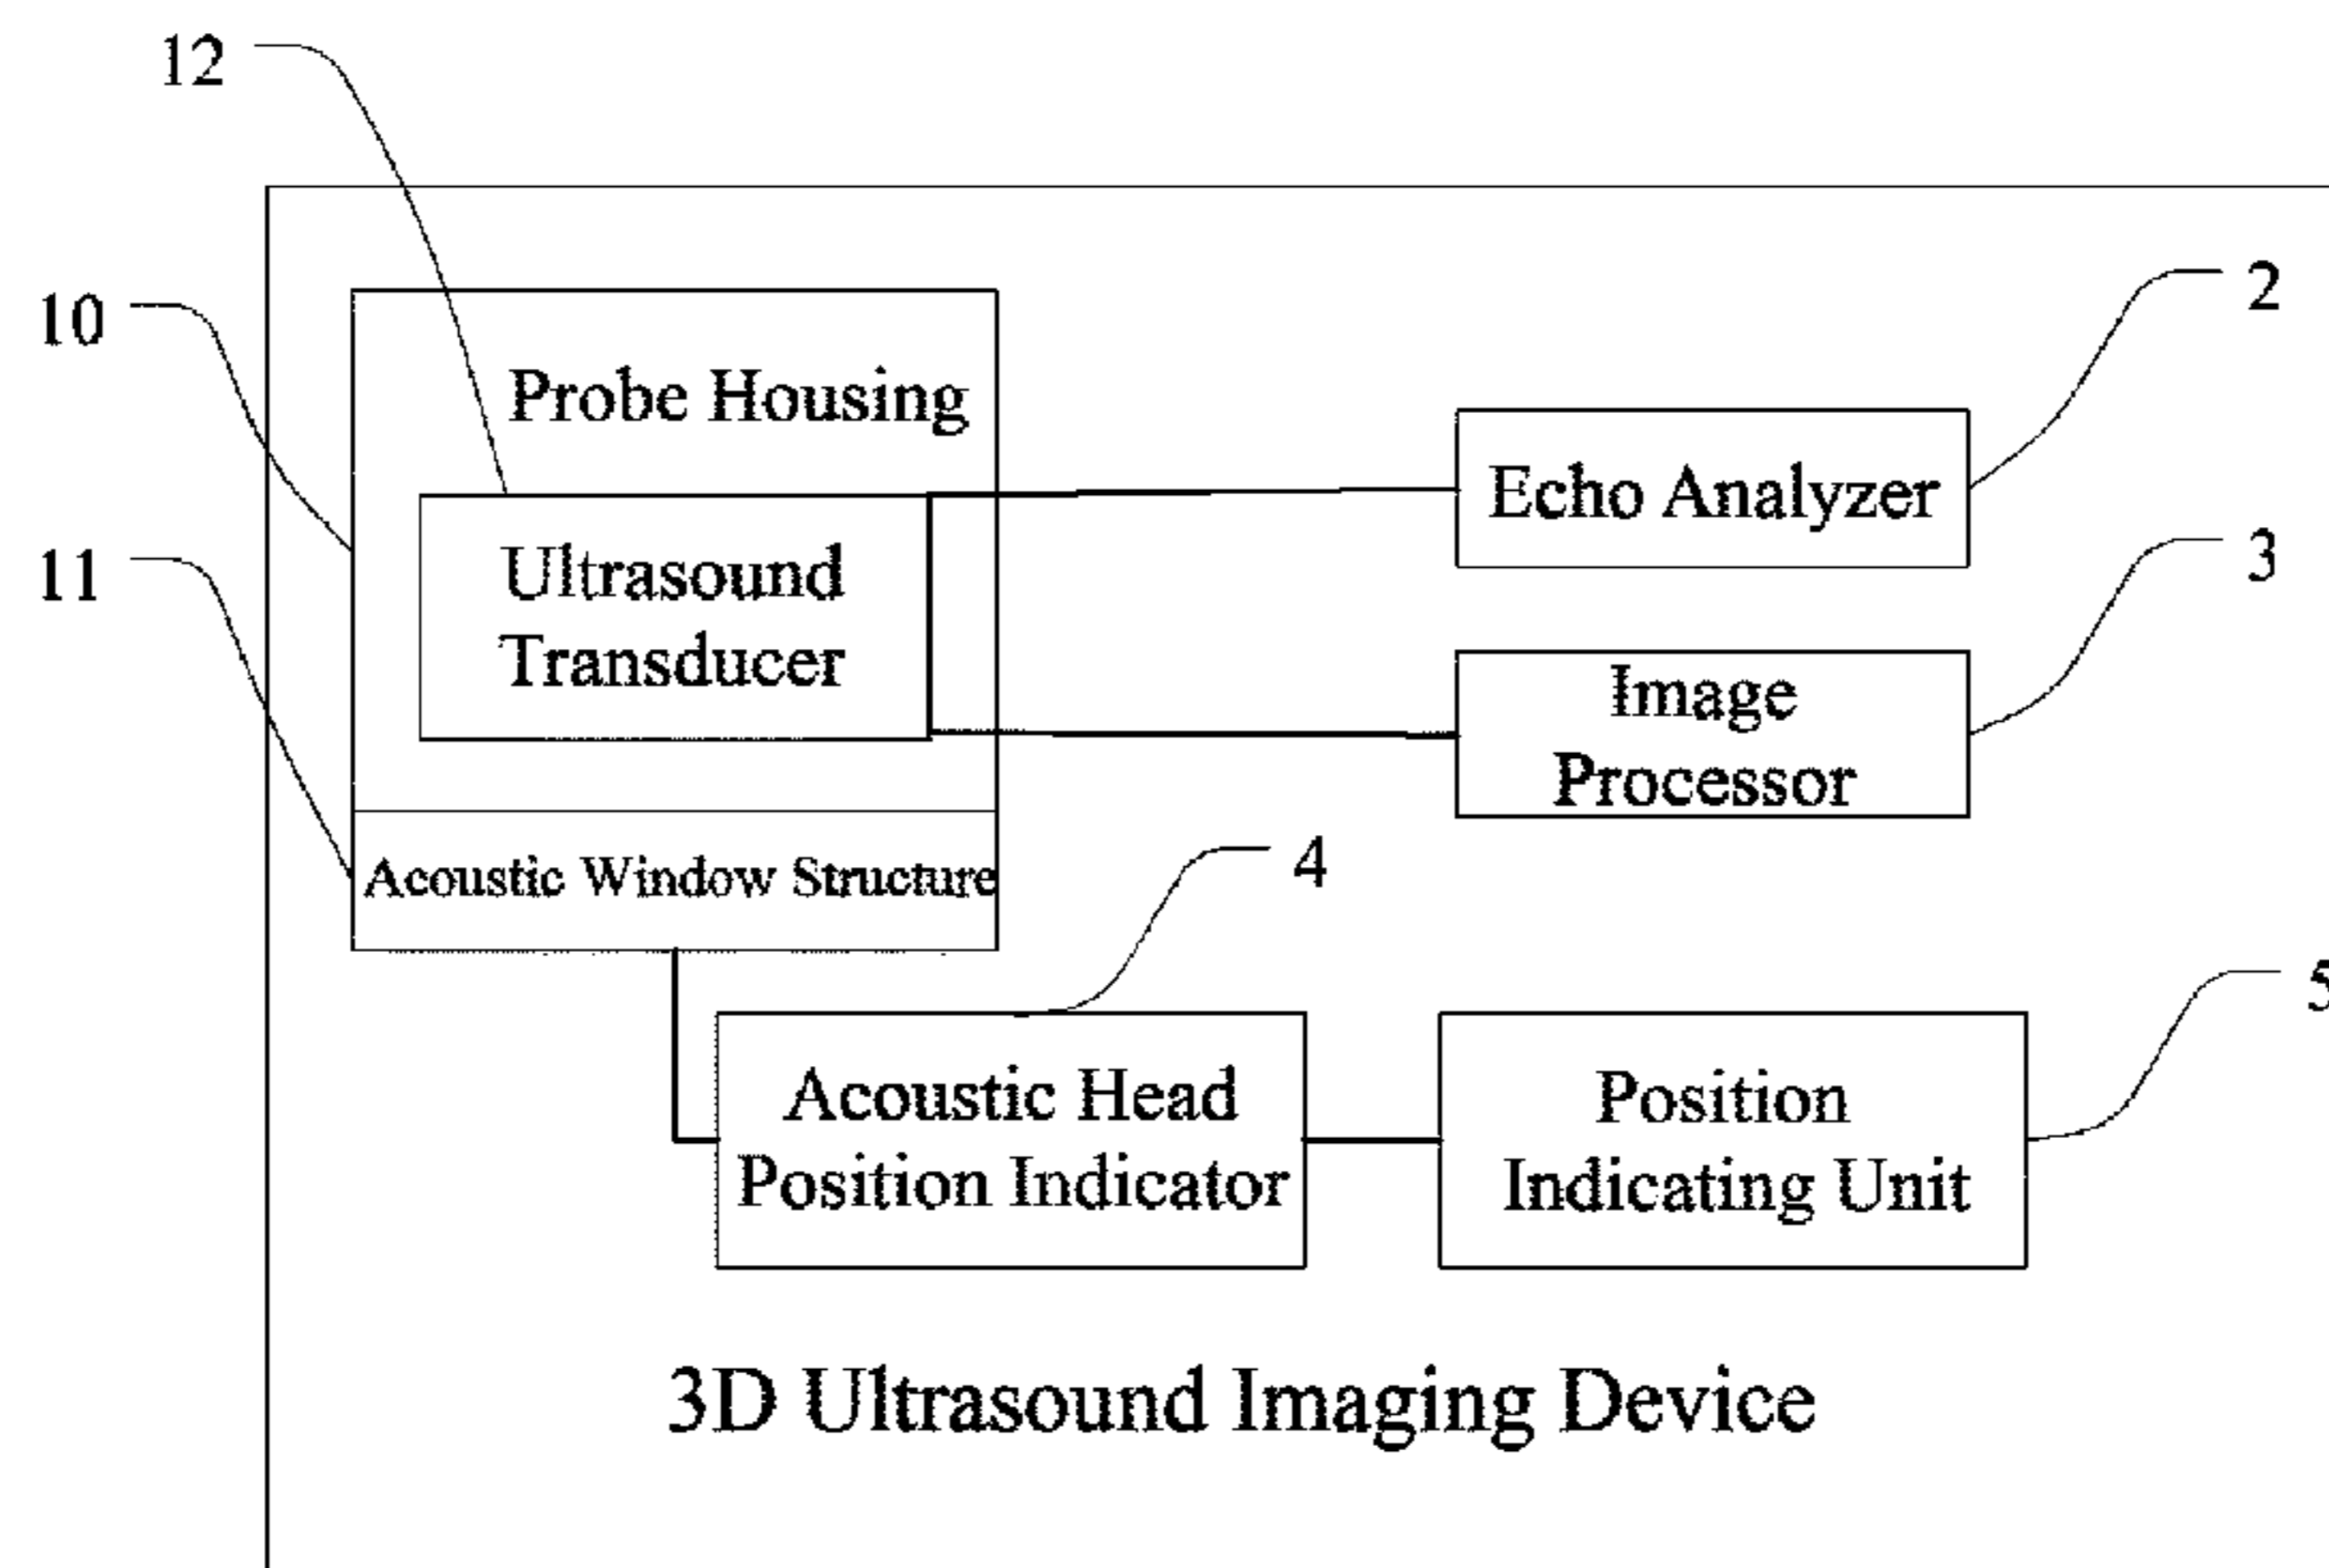 12
10
Probe Housing
2
Echo Analyzer
11
Ultrasound
Transducer
3
Image
Processor
Acoustic Window Structure
4
5
Acoustic Head
Position Indicator
Position
Indicating Unit
3D Ultrasound Imaging Device